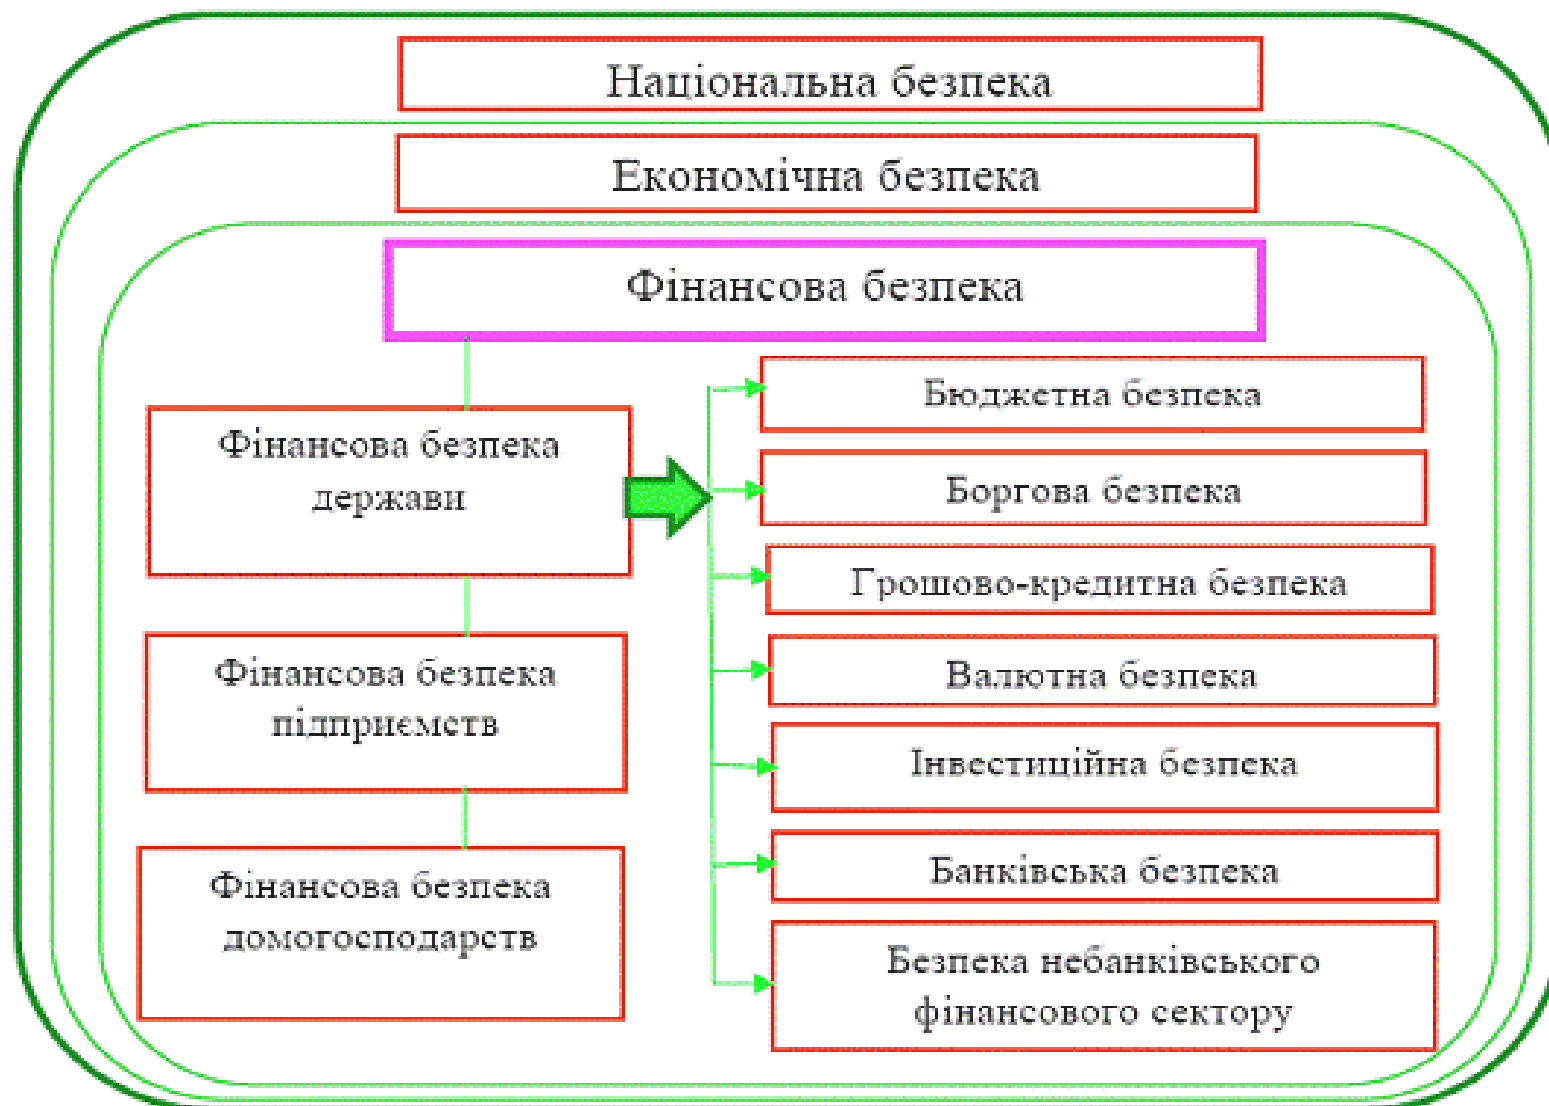 Національна безпека
Економічна безпека
Фінансова безпека
Фінансова безпека
держави
Фінансова безпека
підприємств
Фінансова безпека
домогосподарств
Бюджетна безпека
Боргова безпека
Грошово-кредитна безпека
Валютна безпека
Інвестиційна безпека
Банківська безпека
Безпека небанківського
фінансового сектору